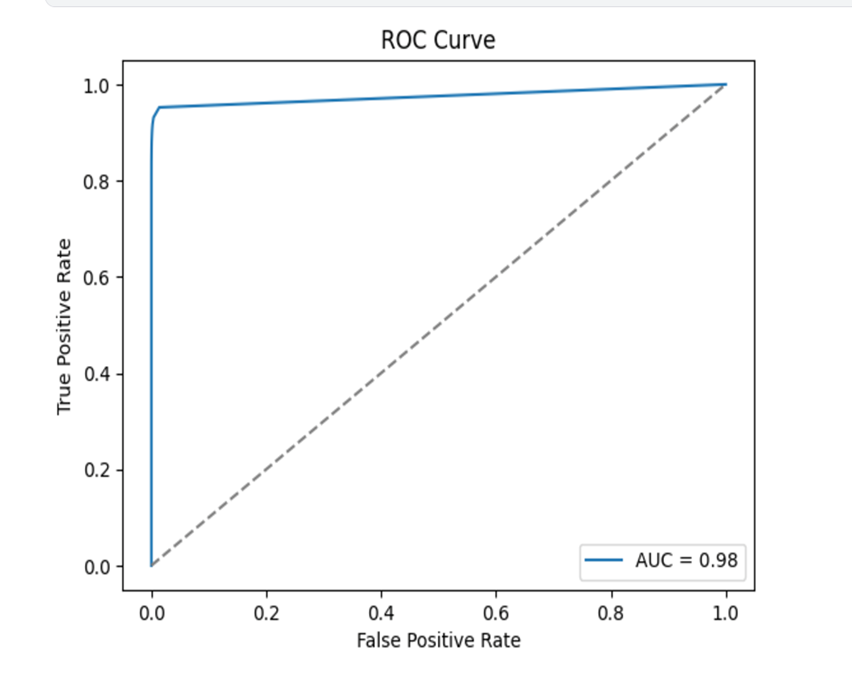 ROC Curve
1.0
0.8
0.6
0.4
0.2
0.0
True Positive Rate
AUC = 0.98
0.0 0.2 0.4 0.6 0.8 1.0
False Positive Rate